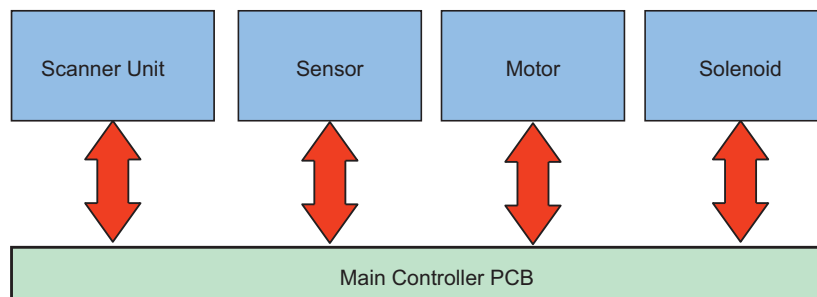 Scanner Unit
Sensor
Motor
Solenoid
Main Controller PCB